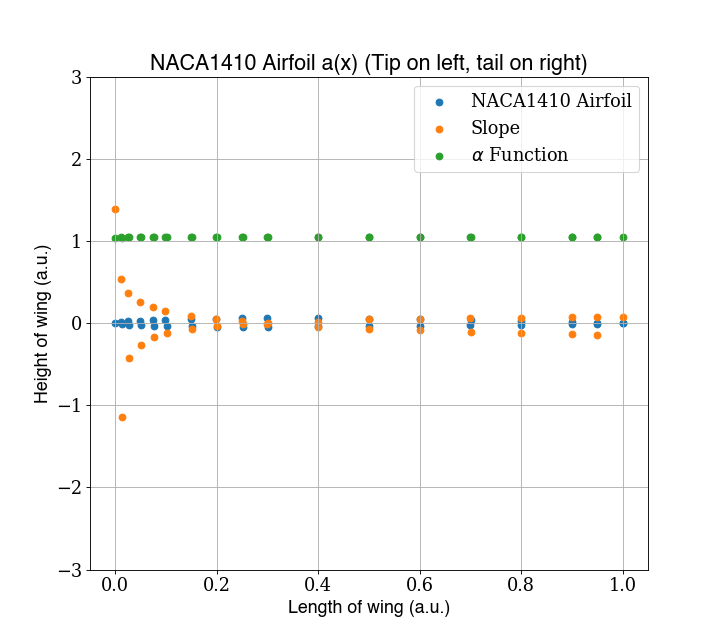 NACA1410 Airfoil a(x) (Tip on left, tail on right)
3
2
1
0
−1
−2
−3
Height of wing (a.u.)
NACA1410 Airfoil
Slope
α Function
0.0 0.2 0.4 0.6 0.8 1.0
Length of wing (a.u.)